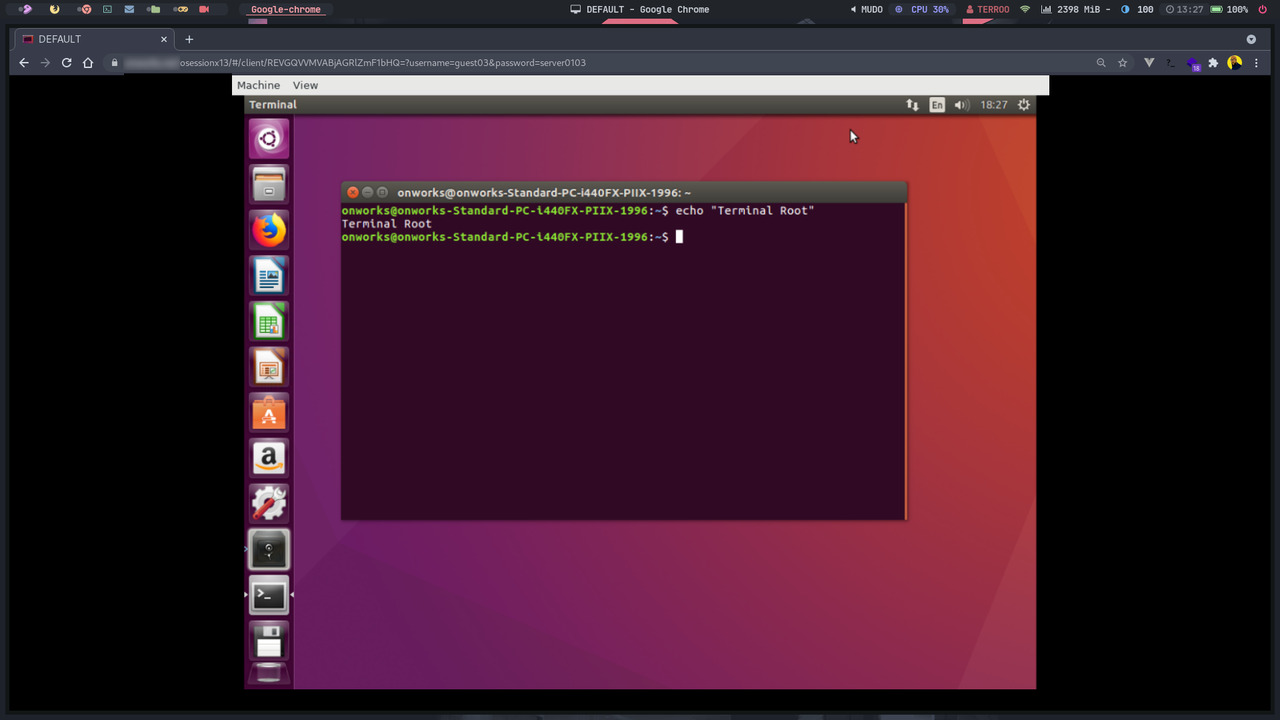 Google-chrome
DEFAULT - Google Chrome
MUDO
CPU 30%
TERROO
2398 MiB -
100
13:27
100%
DEFAULT
osessionx13/#/client/REVGQVVMVABjAGRlZmF1bHQ=?username=guest03&password=server0103
18
Machine View
Terminal
En
18:27
onworks@onworks-Standard-PC-i440FX-PIIX-1996: ~
onworks@onworks-Standard-PC-i440FX-PIIX-1996:~$ echo "Terminal Root"
Terminal Root
onworks@onworks-Standard-PC-i440FX-PIIX-1996:~$